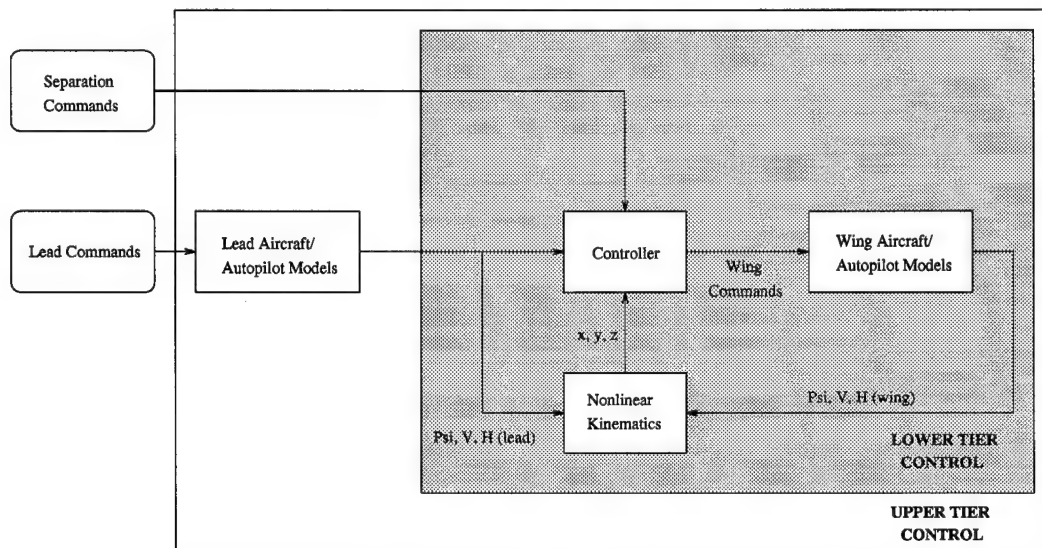 Separation
Commands
Lead Commands
Lead Aircraft/
Autopilot Models
Controller
Wing
Commands
Wing Aircraft/
Autopilot Models
x, y, z
Nonlinear
Kinematics
Psi, V, H (lead)
Psi, V, H (wing)
LOWER TIER
CONTROL
UPPER TIER
CONTROL